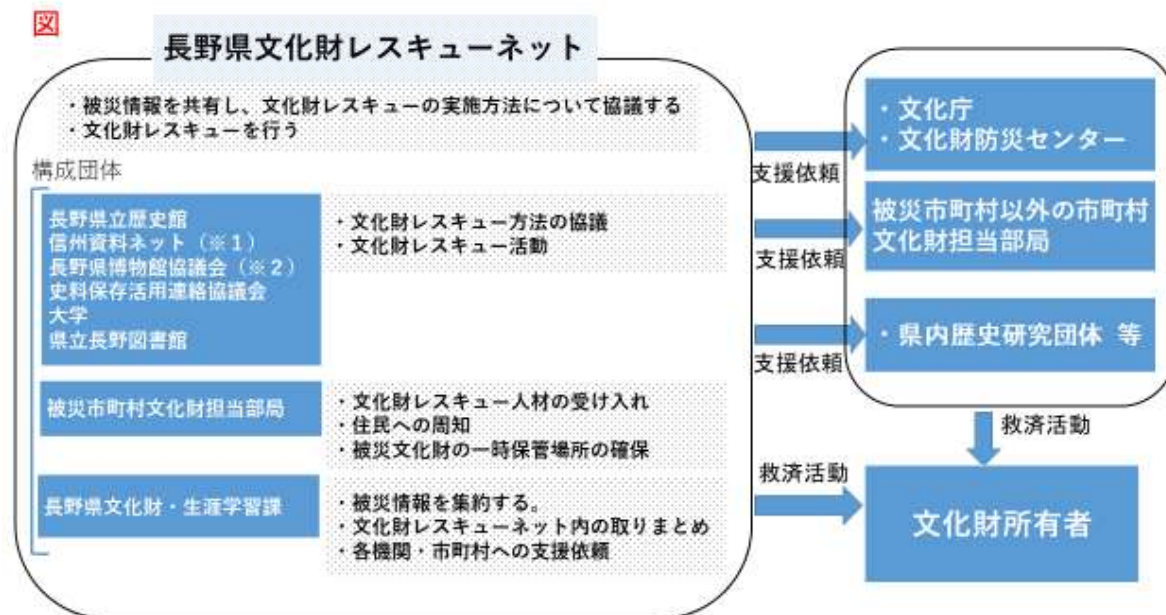 図
長野県文化財レスキューネット
・被災情報を共有し、文化財レスキューの実施方法について協議する
・文化財レスキューを行う
構成団体
長野県立歴史館
信州資料ネット（※１）
長野県博物館協議会（※２）
史料保存活用連絡協議会
大学
県立長野図書館
・文化財レスキュー方法の協議
・文化財レスキュー活動
被災市町村文化財担当部局
・文化財レスキュー人材の受け入れ
・住民への周知
・被災文化財の一時保管場所の確保
長野県文化財・生涯学習課
・被災情報を集約する。
・文化財レスキューネット内の取りまとめ
・各機関・市町村への支援依頼
支援依頼
・文化庁
・文化財防災センター
支援依頼
被災市町村以外の市町村
文化財担当部局
支援依頼
・県内歴史研究団体 等
救済活動
救済活動
文化財所有者